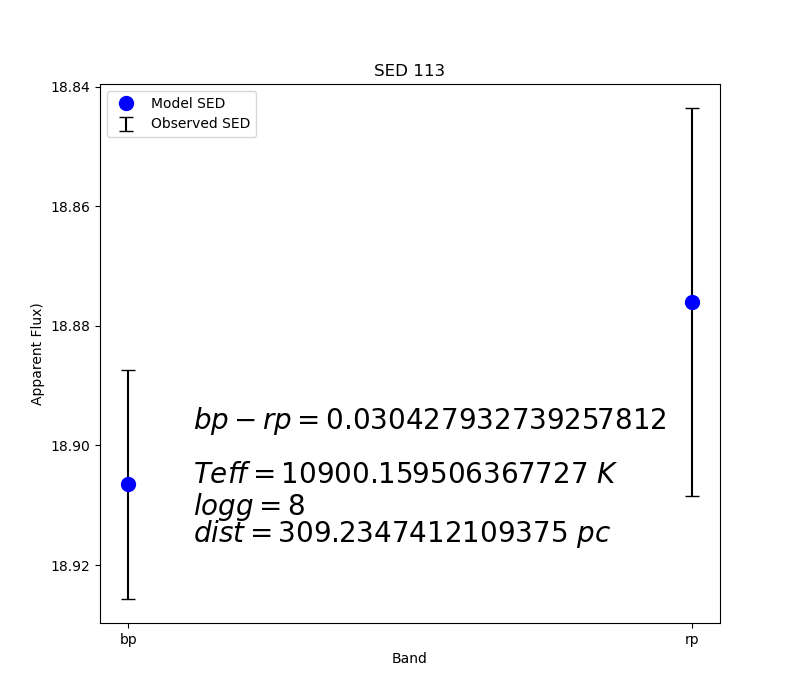 SED 113
Model SED
Observed SED
18.84
18.86
18.88
18.90
18.92
Apparent Flux)
bp − rp = 0.030427932739257812
Teff = 10900.159506367727 K
logg = 8
dist = 309.2347412109375 pc
bp
rp
Band